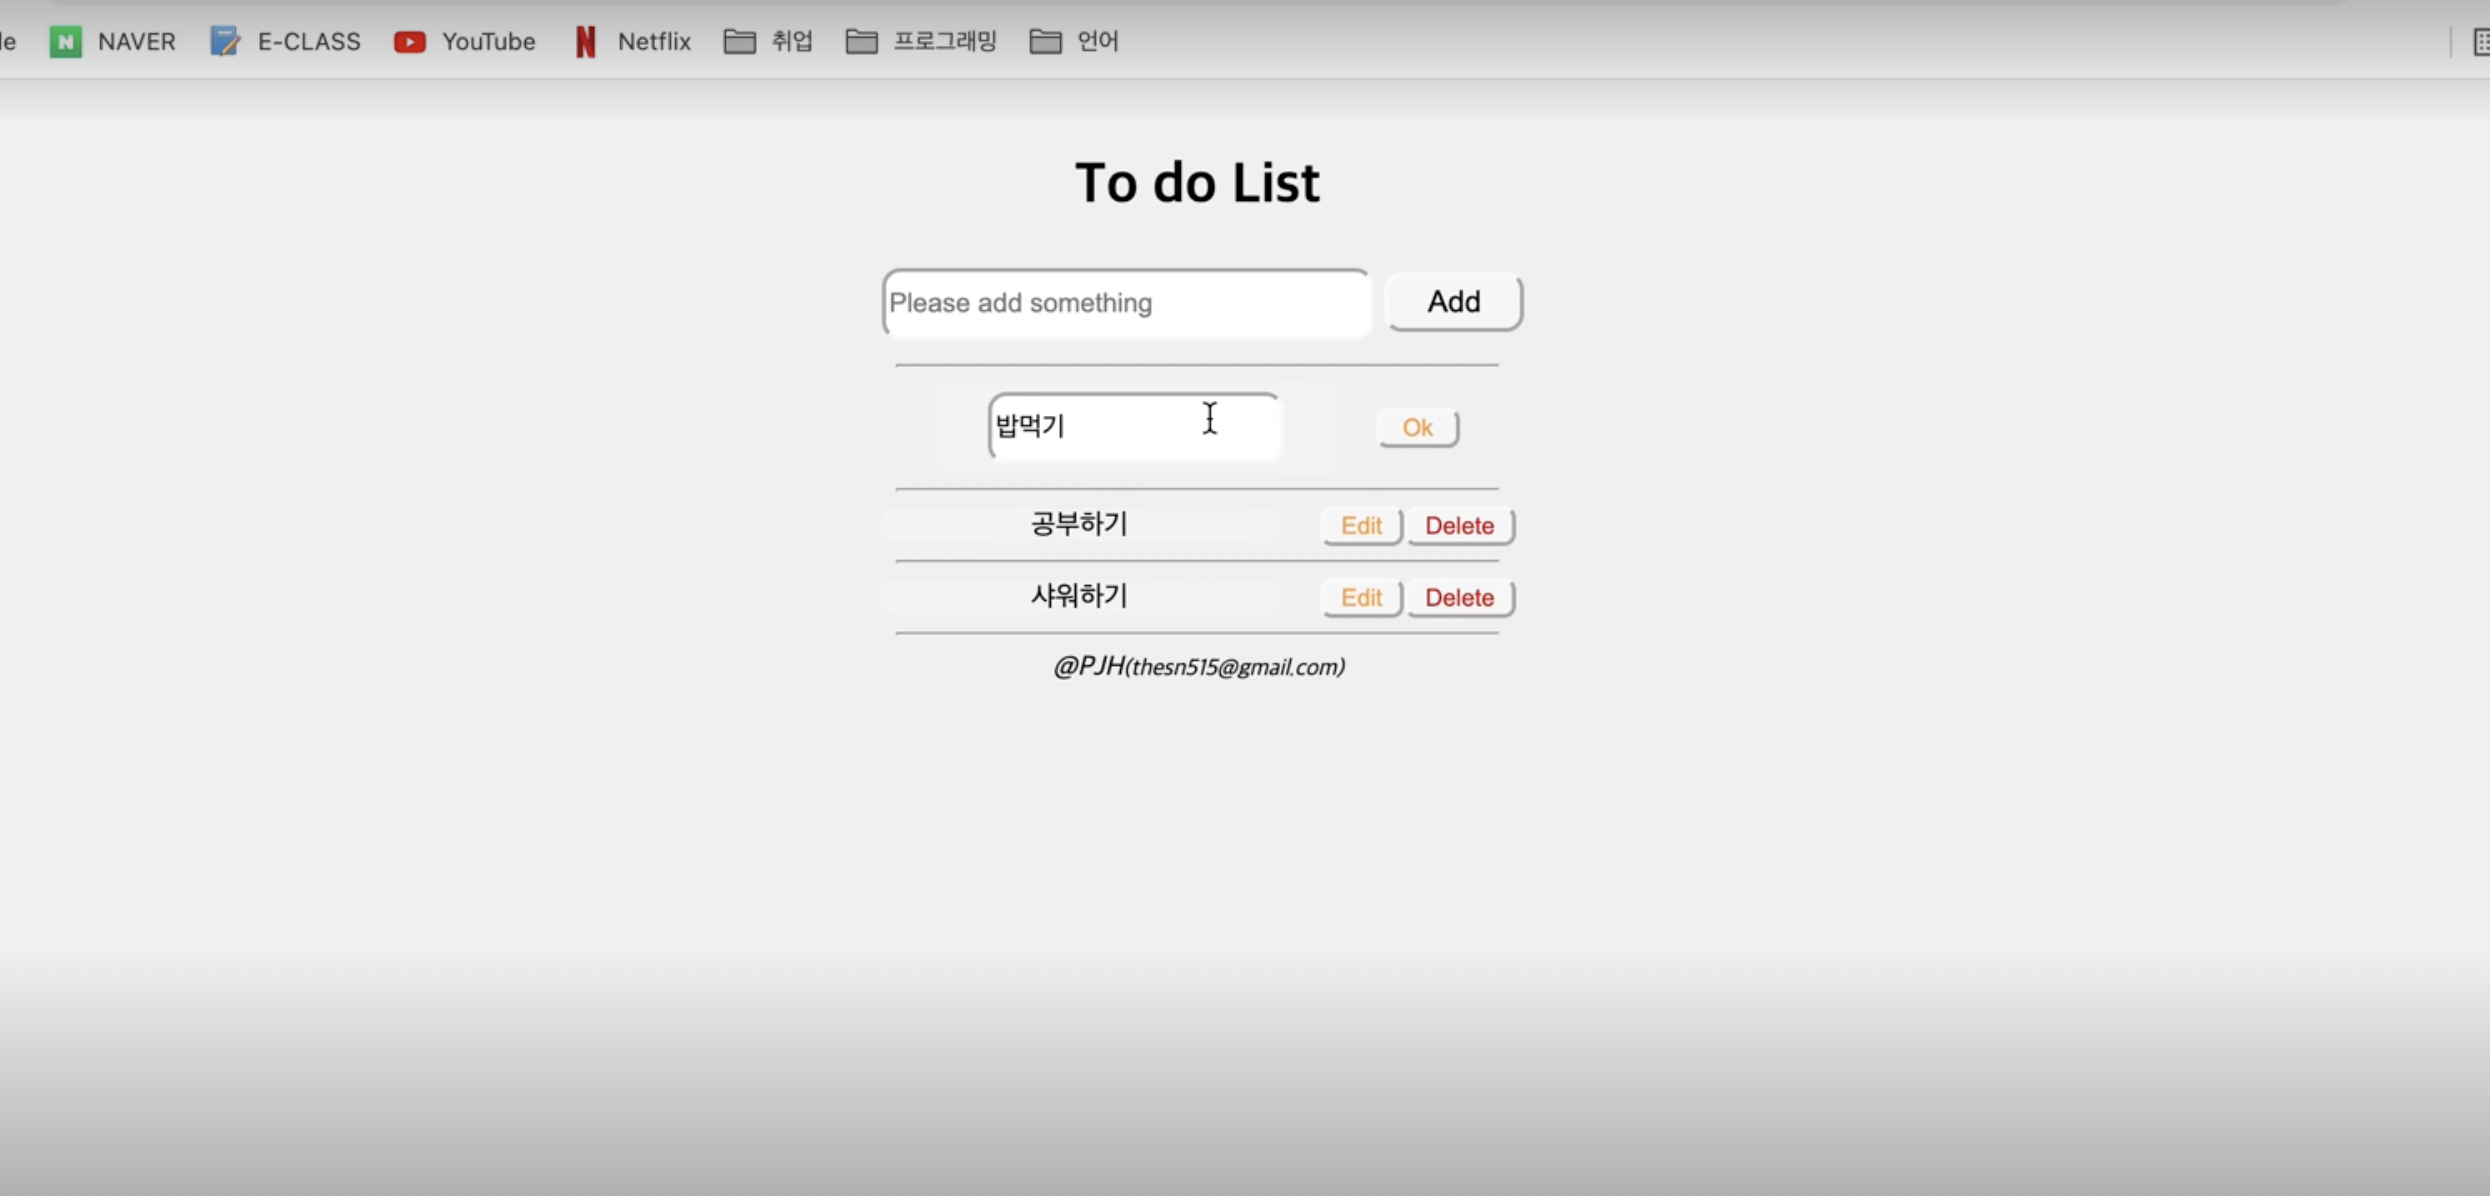 le NAVER E-CLASS YouTube Netflix 취업 프로그래밍 언어
To do List
Please add something Add
밥먹기 Ok
공부하기 Edit Delete
샤워하기 Edit Delete
@PJH(thesn515@gmail.com)